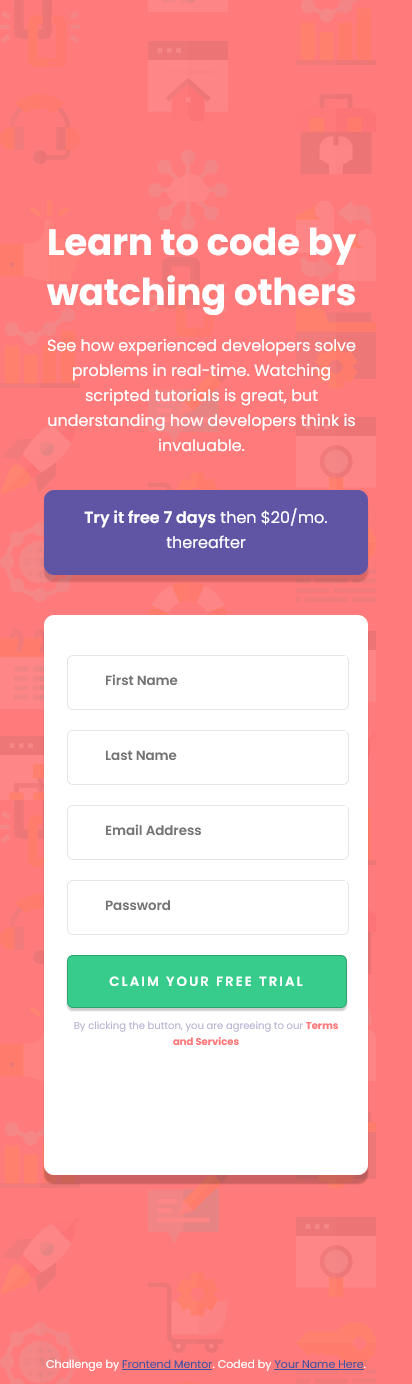 Learn to code by
watching others
See how experienced developers solve
problems in real-time. Watching
scripted tutorials is great, but
understanding how developers think is
invaluable.
Try it free 7 days then $20/mo.
thereafter
First Name
Last Name
Email Address
Password
CLAIM YOUR FREE TRIAL
By clicking the button, you are agreeing to our Terms
and Services
Challenge by Frontend Mentor. Coded by Your Name Here.